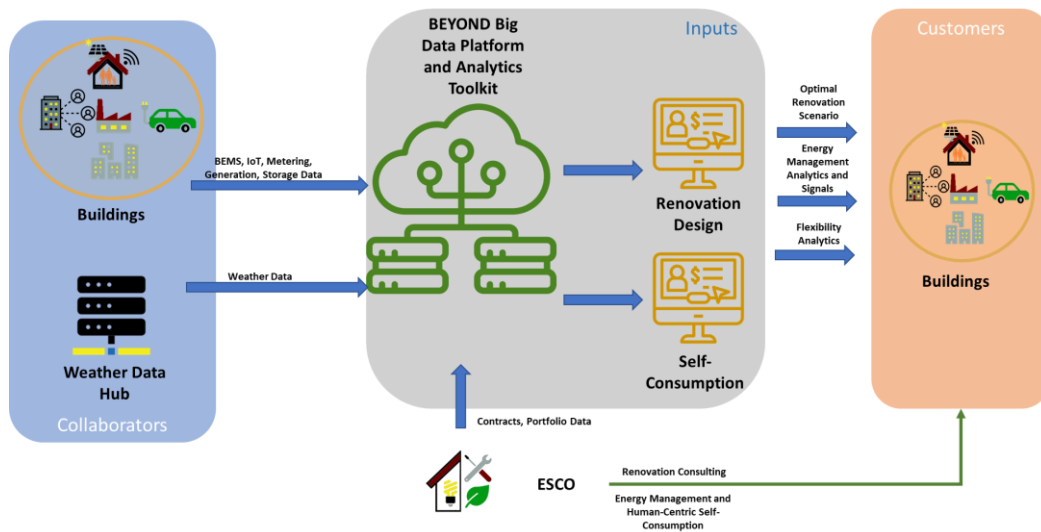 BEYOND Big
Data Platform
and Analytics
Toolkit
Inputs
Customers
BEMS, IoT, Metering,
Generation, Storage Data
Buildings
Weather Data
Weather Data
Hub
Collaborators
Renovation
Design
Self-
Consumption
Optimal
Renovation
Scenario
Energy
Management
Analytics and
Signals
Flexibility
Analytics
Buildings
Contracts, Portfolio Data
ESCO
Renovation Consulting
Energy Management and
Human-Centric Self-
Consumption